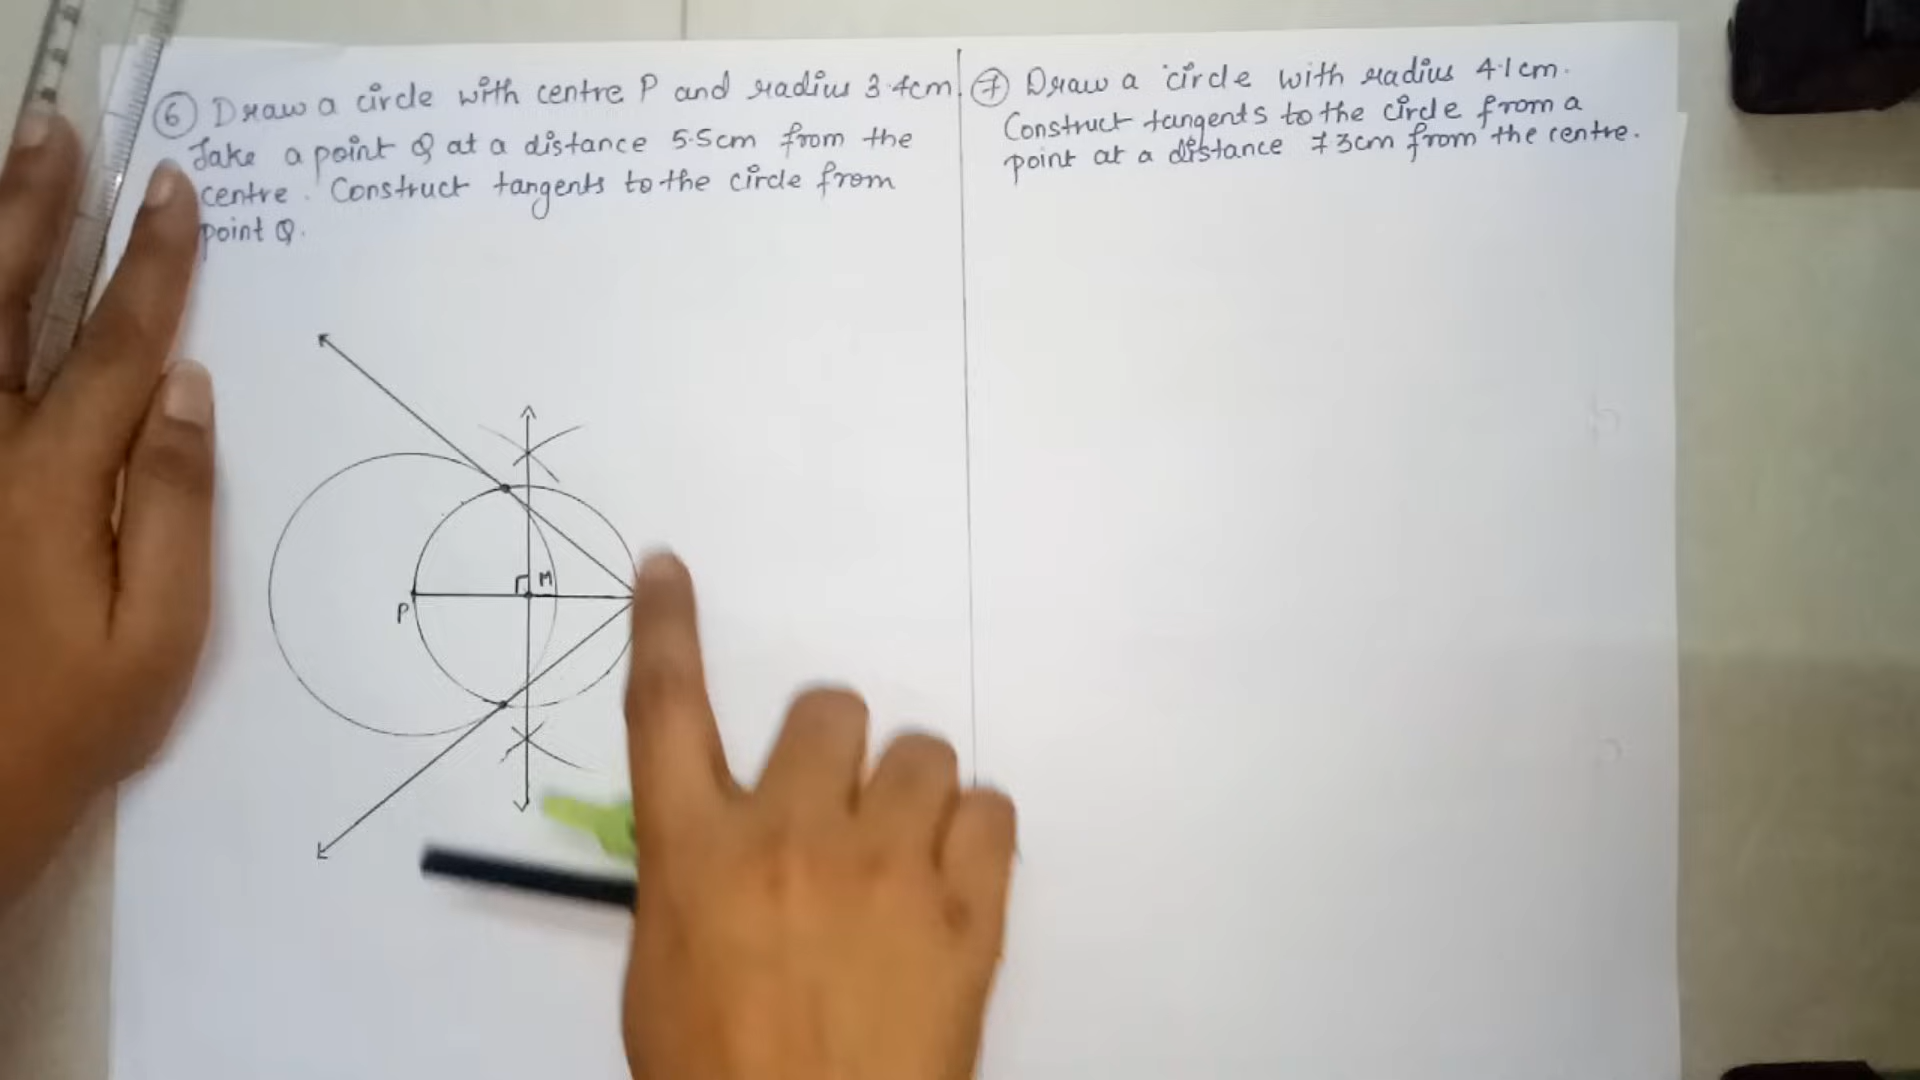 6 Draw a circle with centre P and radius 3.4cm.
Take a point Q at a distance 5.5cm from the
centre. Construct tangents to the circle from
point Q.
7 Draw a circle with radius 4.1cm.
Construct tangents to the circle from a
point at a distance 7.3cm from the centre.
M
P